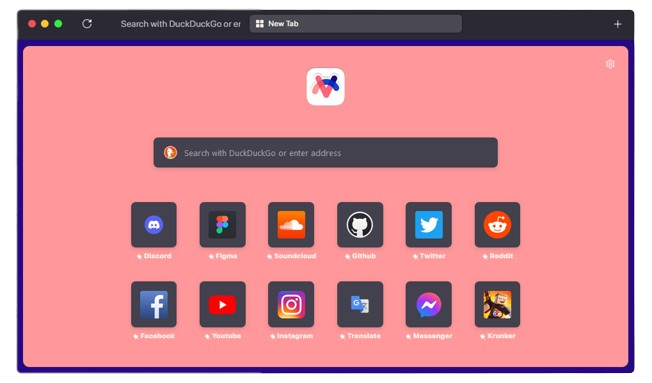 Search with DuckDuckGo or er
New Tab
Search with DuckDuckGo or enter address
Discord Figma Soundcloud Github Twitter Reddit
Facebook Youtube Instagram Translate Messenger Krunker